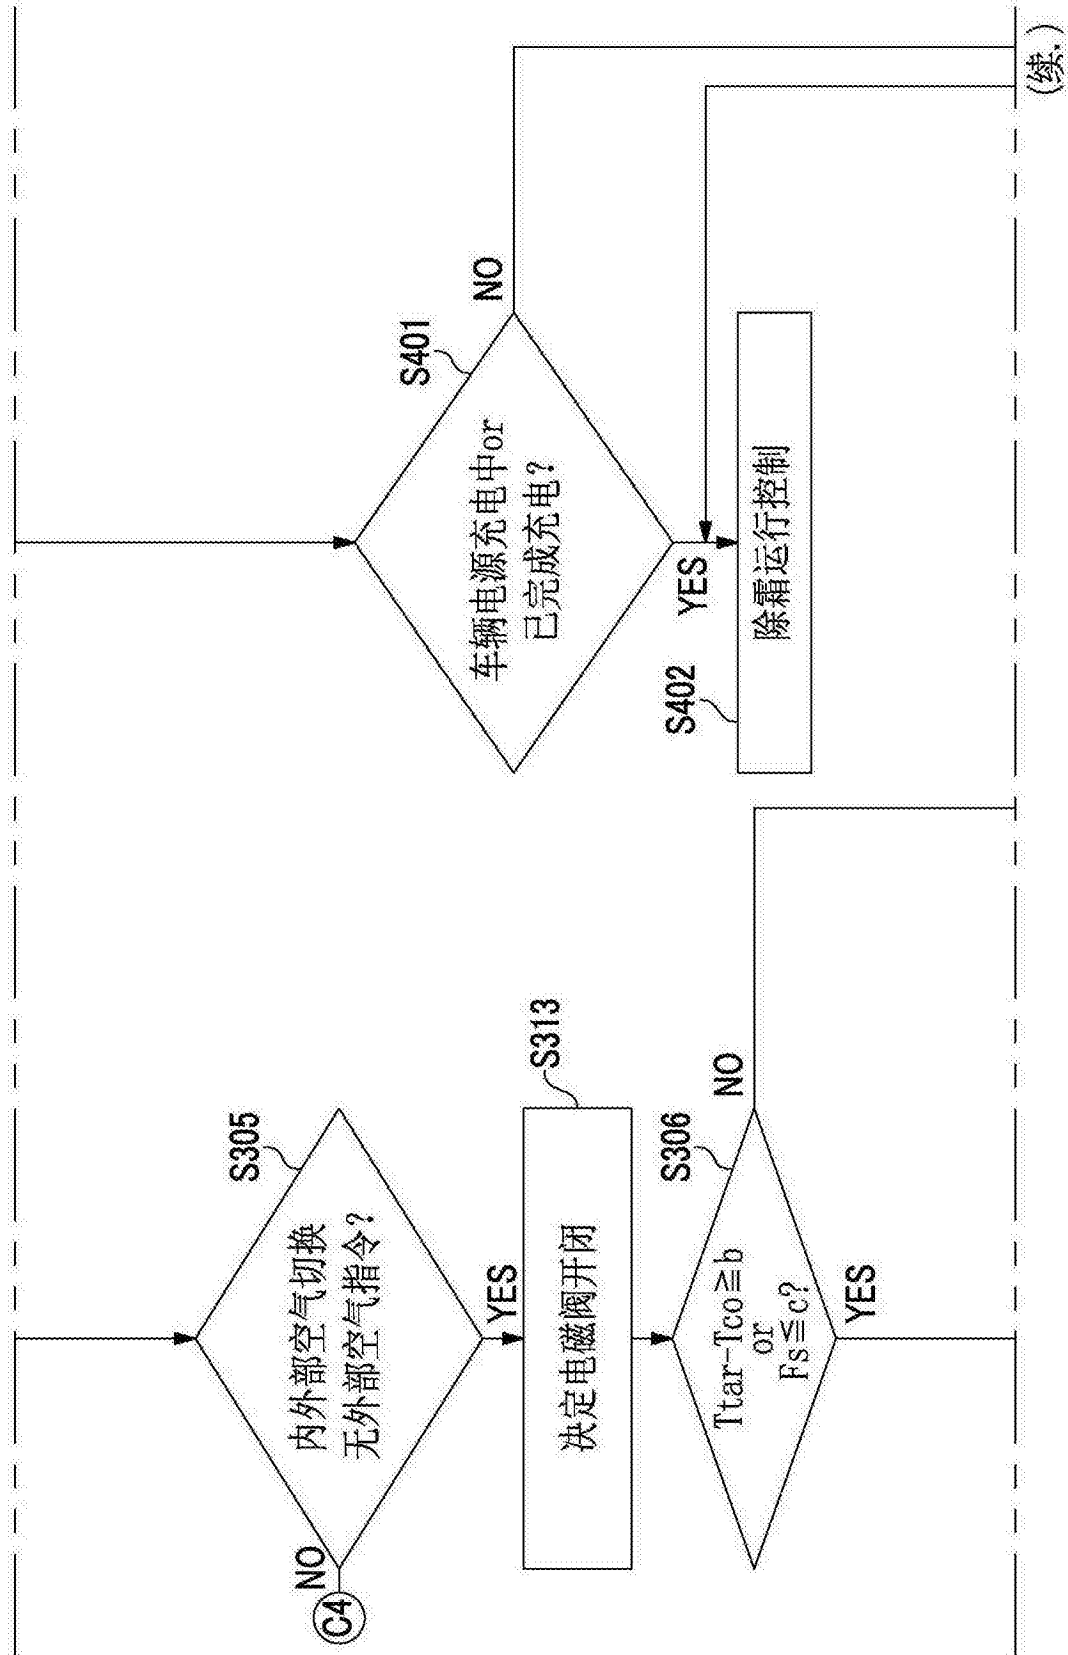 S305
内外部空气切换
无外部空气指令?
NO
C4
YES
S313
决定电磁阀开闭
S306
Ttar-Tco≧b
or
Fs≦c?
NO
YES
S401
车辆电源充电中or
已完成充电?
NO
YES
S402
除霜运行控制
(续.)